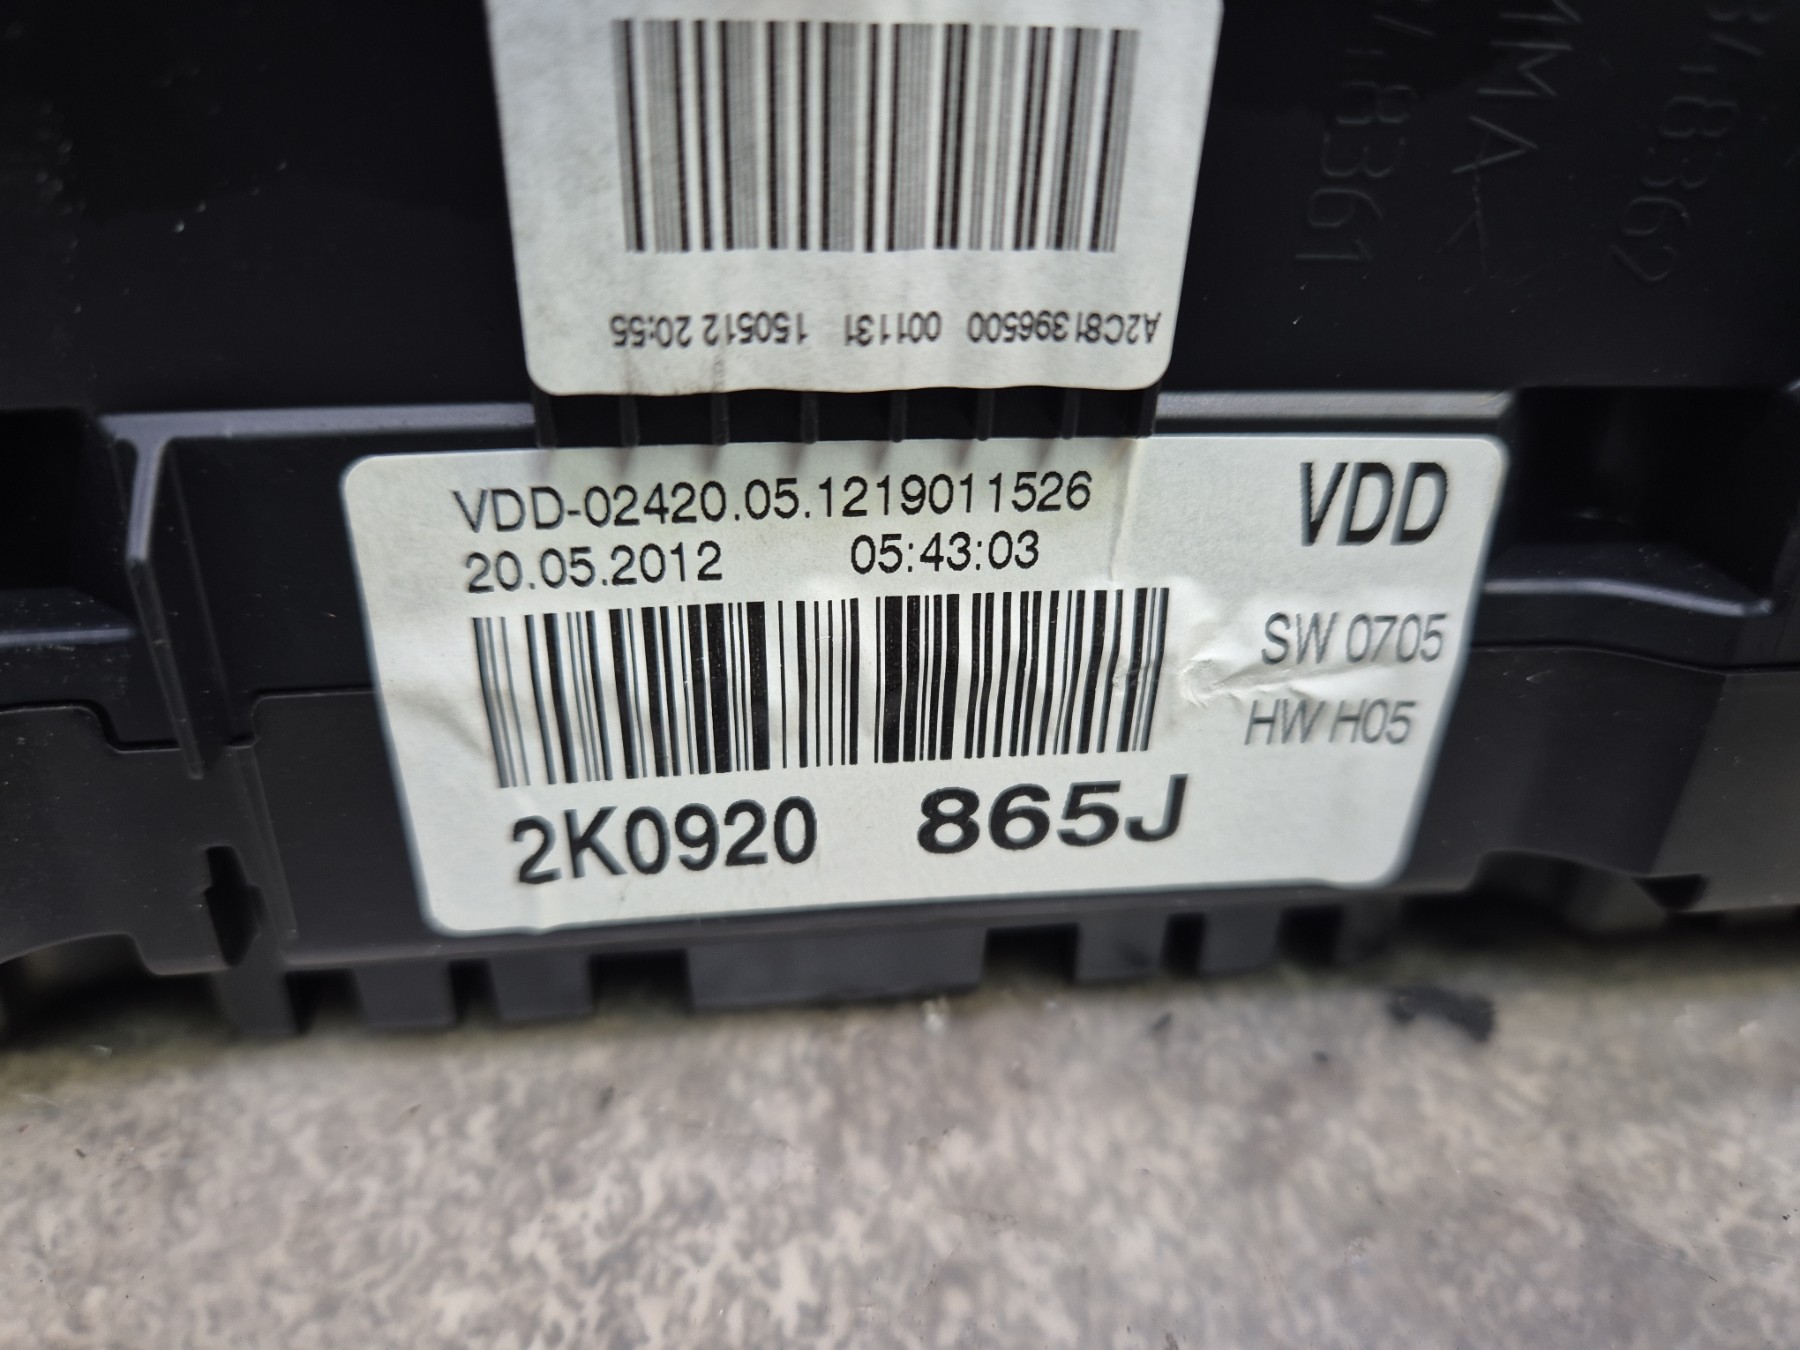 A2C81396500 001131 150512 20:55
VDD-02420.05.1219011526
20.05.2012 05:43:03
VDD
SW 0705
HW H05
2K0920 865J